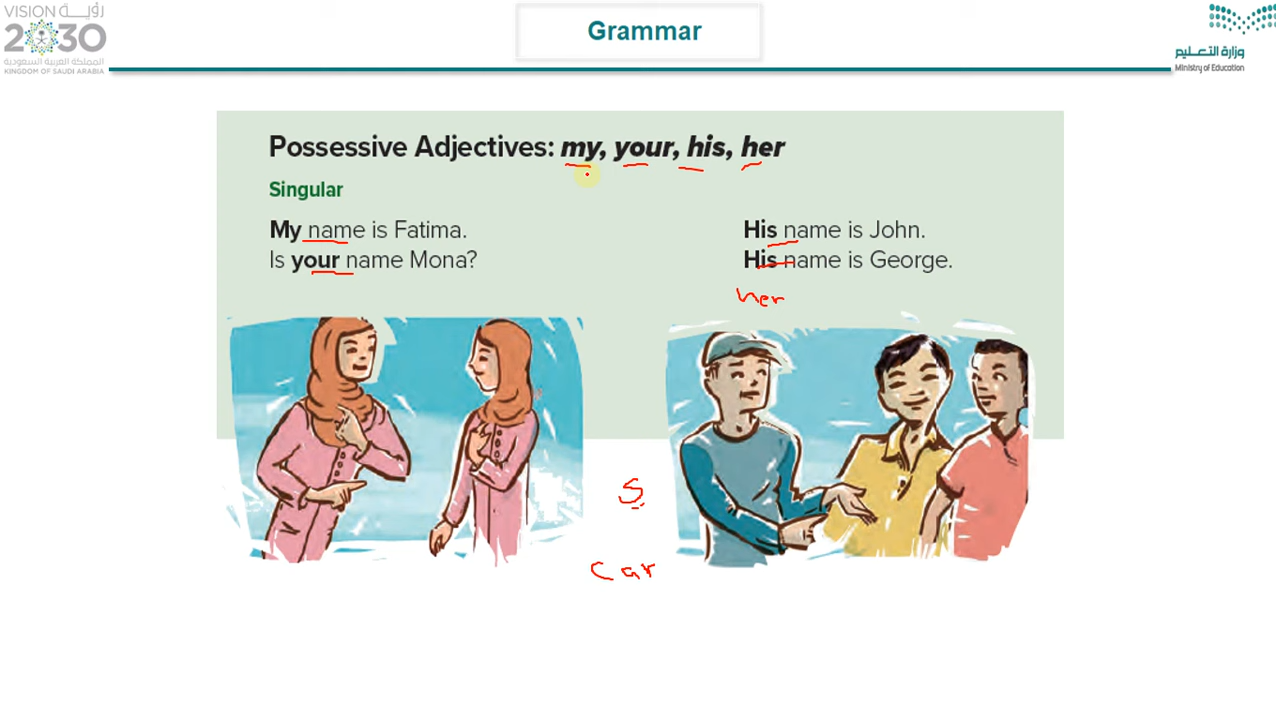 VISION رؤيــة
2030
المملكة العربية السعودية
KINGDOM OF SAUDI ARABIA
Grammar
وزارة التعـليم
Ministry of Education
Possessive Adjectives: my, your, his, her
Singular
My name is Fatima.
Is your name Mona?
His name is John.
His name is George.
her
S
Car